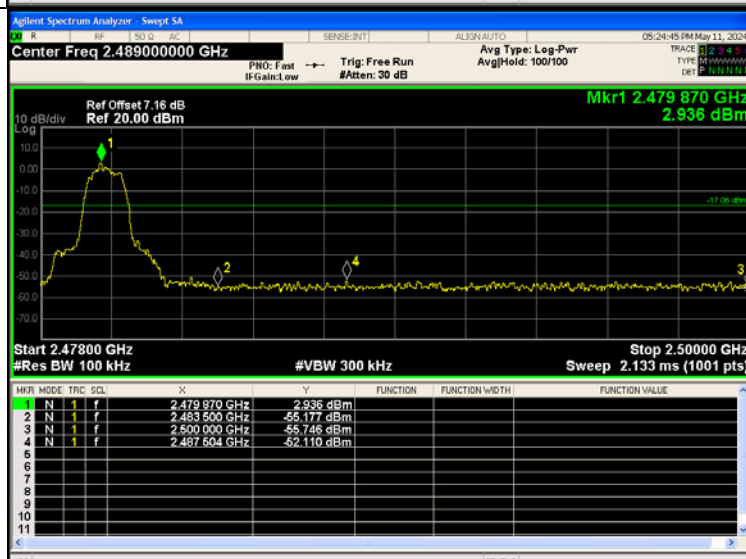 Agilent Spectrum Analyzer - Swept SA
R RF 50 Ω AC SENSE:INT ALIGN AUTO 05:24:45 PM May 11, 2024
Center Freq 2.489000000 GHz
PNO: Fast Trig: Free Run Avg Type: Log-Pwr TRACE 1 2 3 4 5
IFGain:Low #Atten: 30 dB Avg|Hold: 100/100 TYPE M
DET P N N N N
Mkr1 2.479 870 GHz
2.936 dBm
Ref Offset 7.16 dB
10 dB/div Ref 20.00 dBm
Log
10.0
0.00
-10.0
-20.0
-30.0
-40.0
-50.0
-60.0
-70.0
1
-17.06 dBm
2
4
3
Start 2.47800 GHz Stop 2.50000 GHz
#Res BW 100 kHz #VBW 300 kHz Sweep 2.133 ms (1001 pts)
MKR MODE TRC SCL X Y FUNCTION FUNCTION WIDTH FUNCTION VALUE
1 N 1 f 2.479 870 GHz 2.936 dBm
2 N 1 f 2.483 500 GHz -55.177 dBm
3 N 1 f 2.500 000 GHz -55.746 dBm
4 N 1 f 2.487 504 GHz -52.110 dBm
5
6
7
8
9
10
11